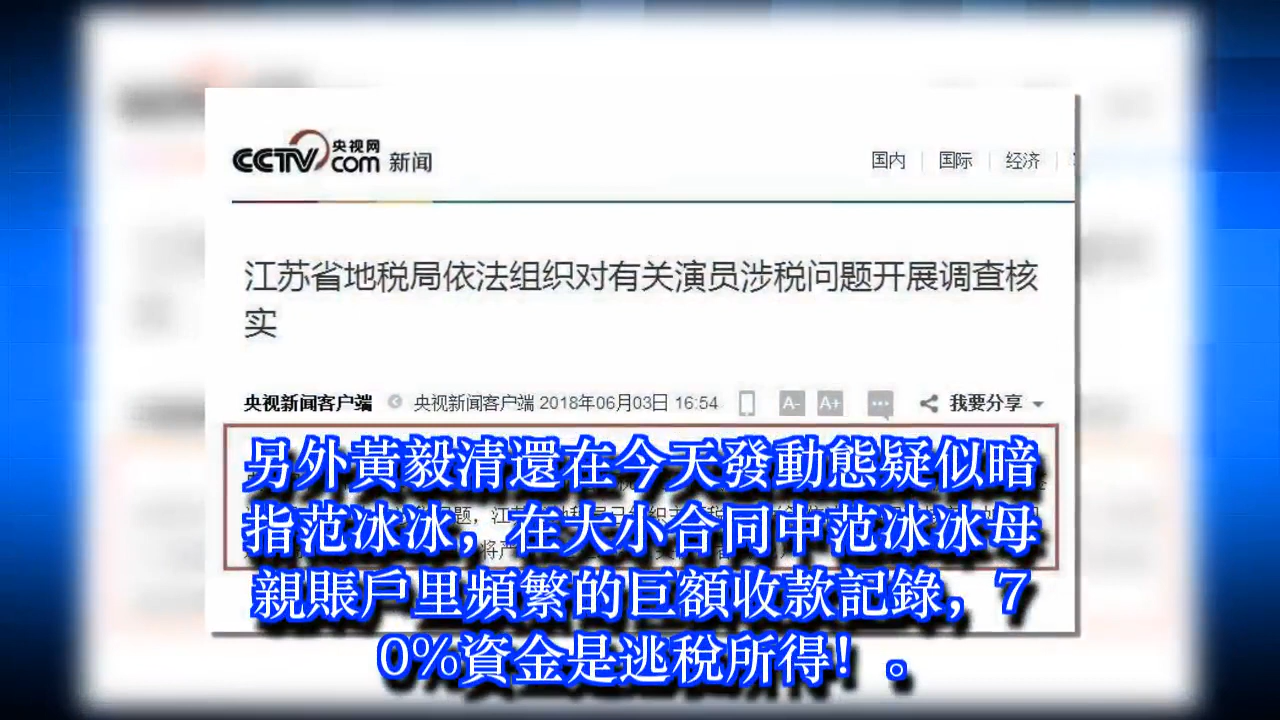 CCTV 央视网
com 新闻
国内 国际 经济
江苏省地税局依法组织对有关演员涉税问题开展调查核
实
央视新闻客户端 央视新闻客户端 2018年06月03日 16:54 A- A+ 我要分享
另外黃毅清還在今天發動態疑似暗
指范冰冰，在大小合同中范冰冰母
親賬戶里頻繁的巨額收款記錄，7
0%資金是逃稅所得！。